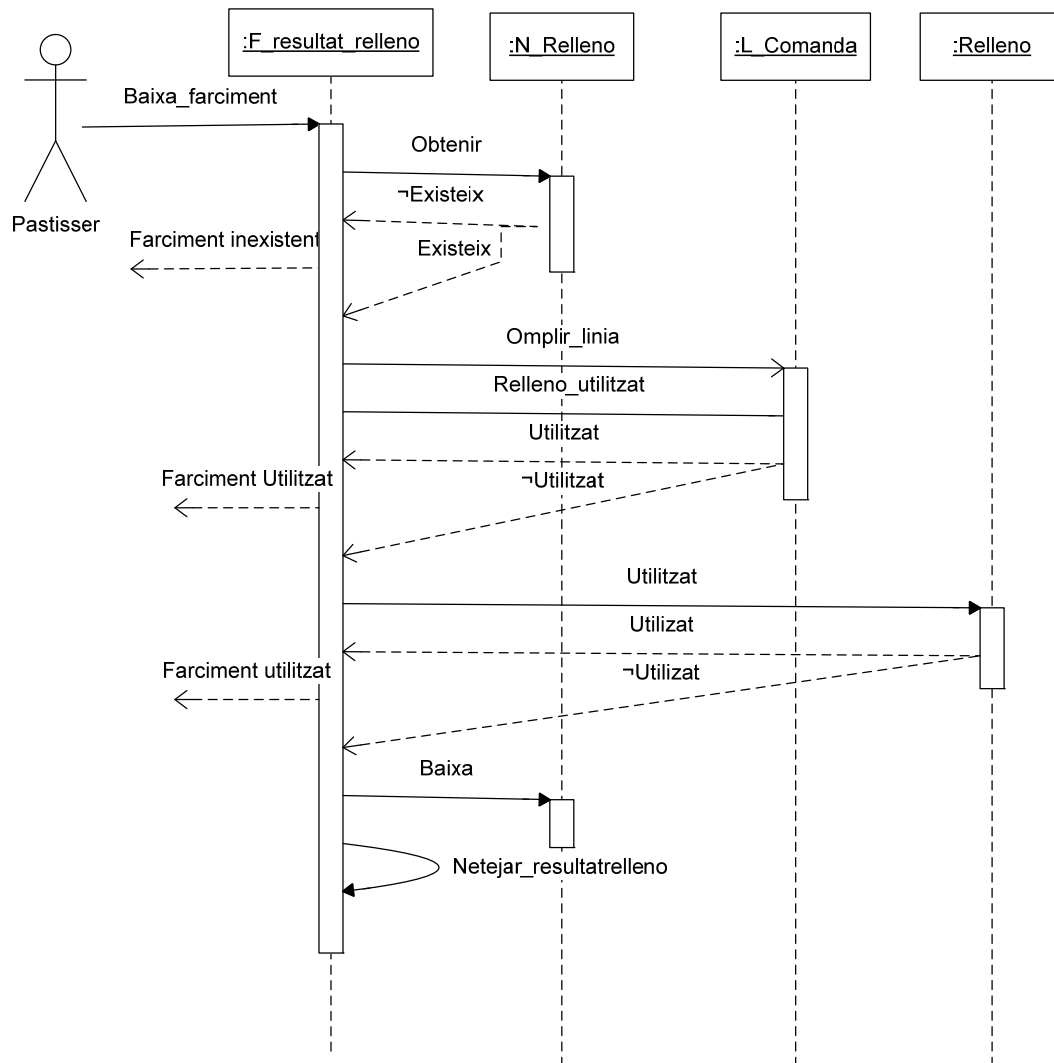 :F_resultat_relleno
:N_Relleno
:L_Comanda
:Relleno
Baixa_farciment
Obtenir
¬Existeix
Pastisser
Farciment inexistent
Existeix
Omplir_linia
Relleno_utilitzat
Utilitzat
Farciment Utilitzat
¬Utilitzat
Utilitzat
Utilizat
Farciment utilitzat
¬Utilizat
Baixa
Netejar_resultatrelleno